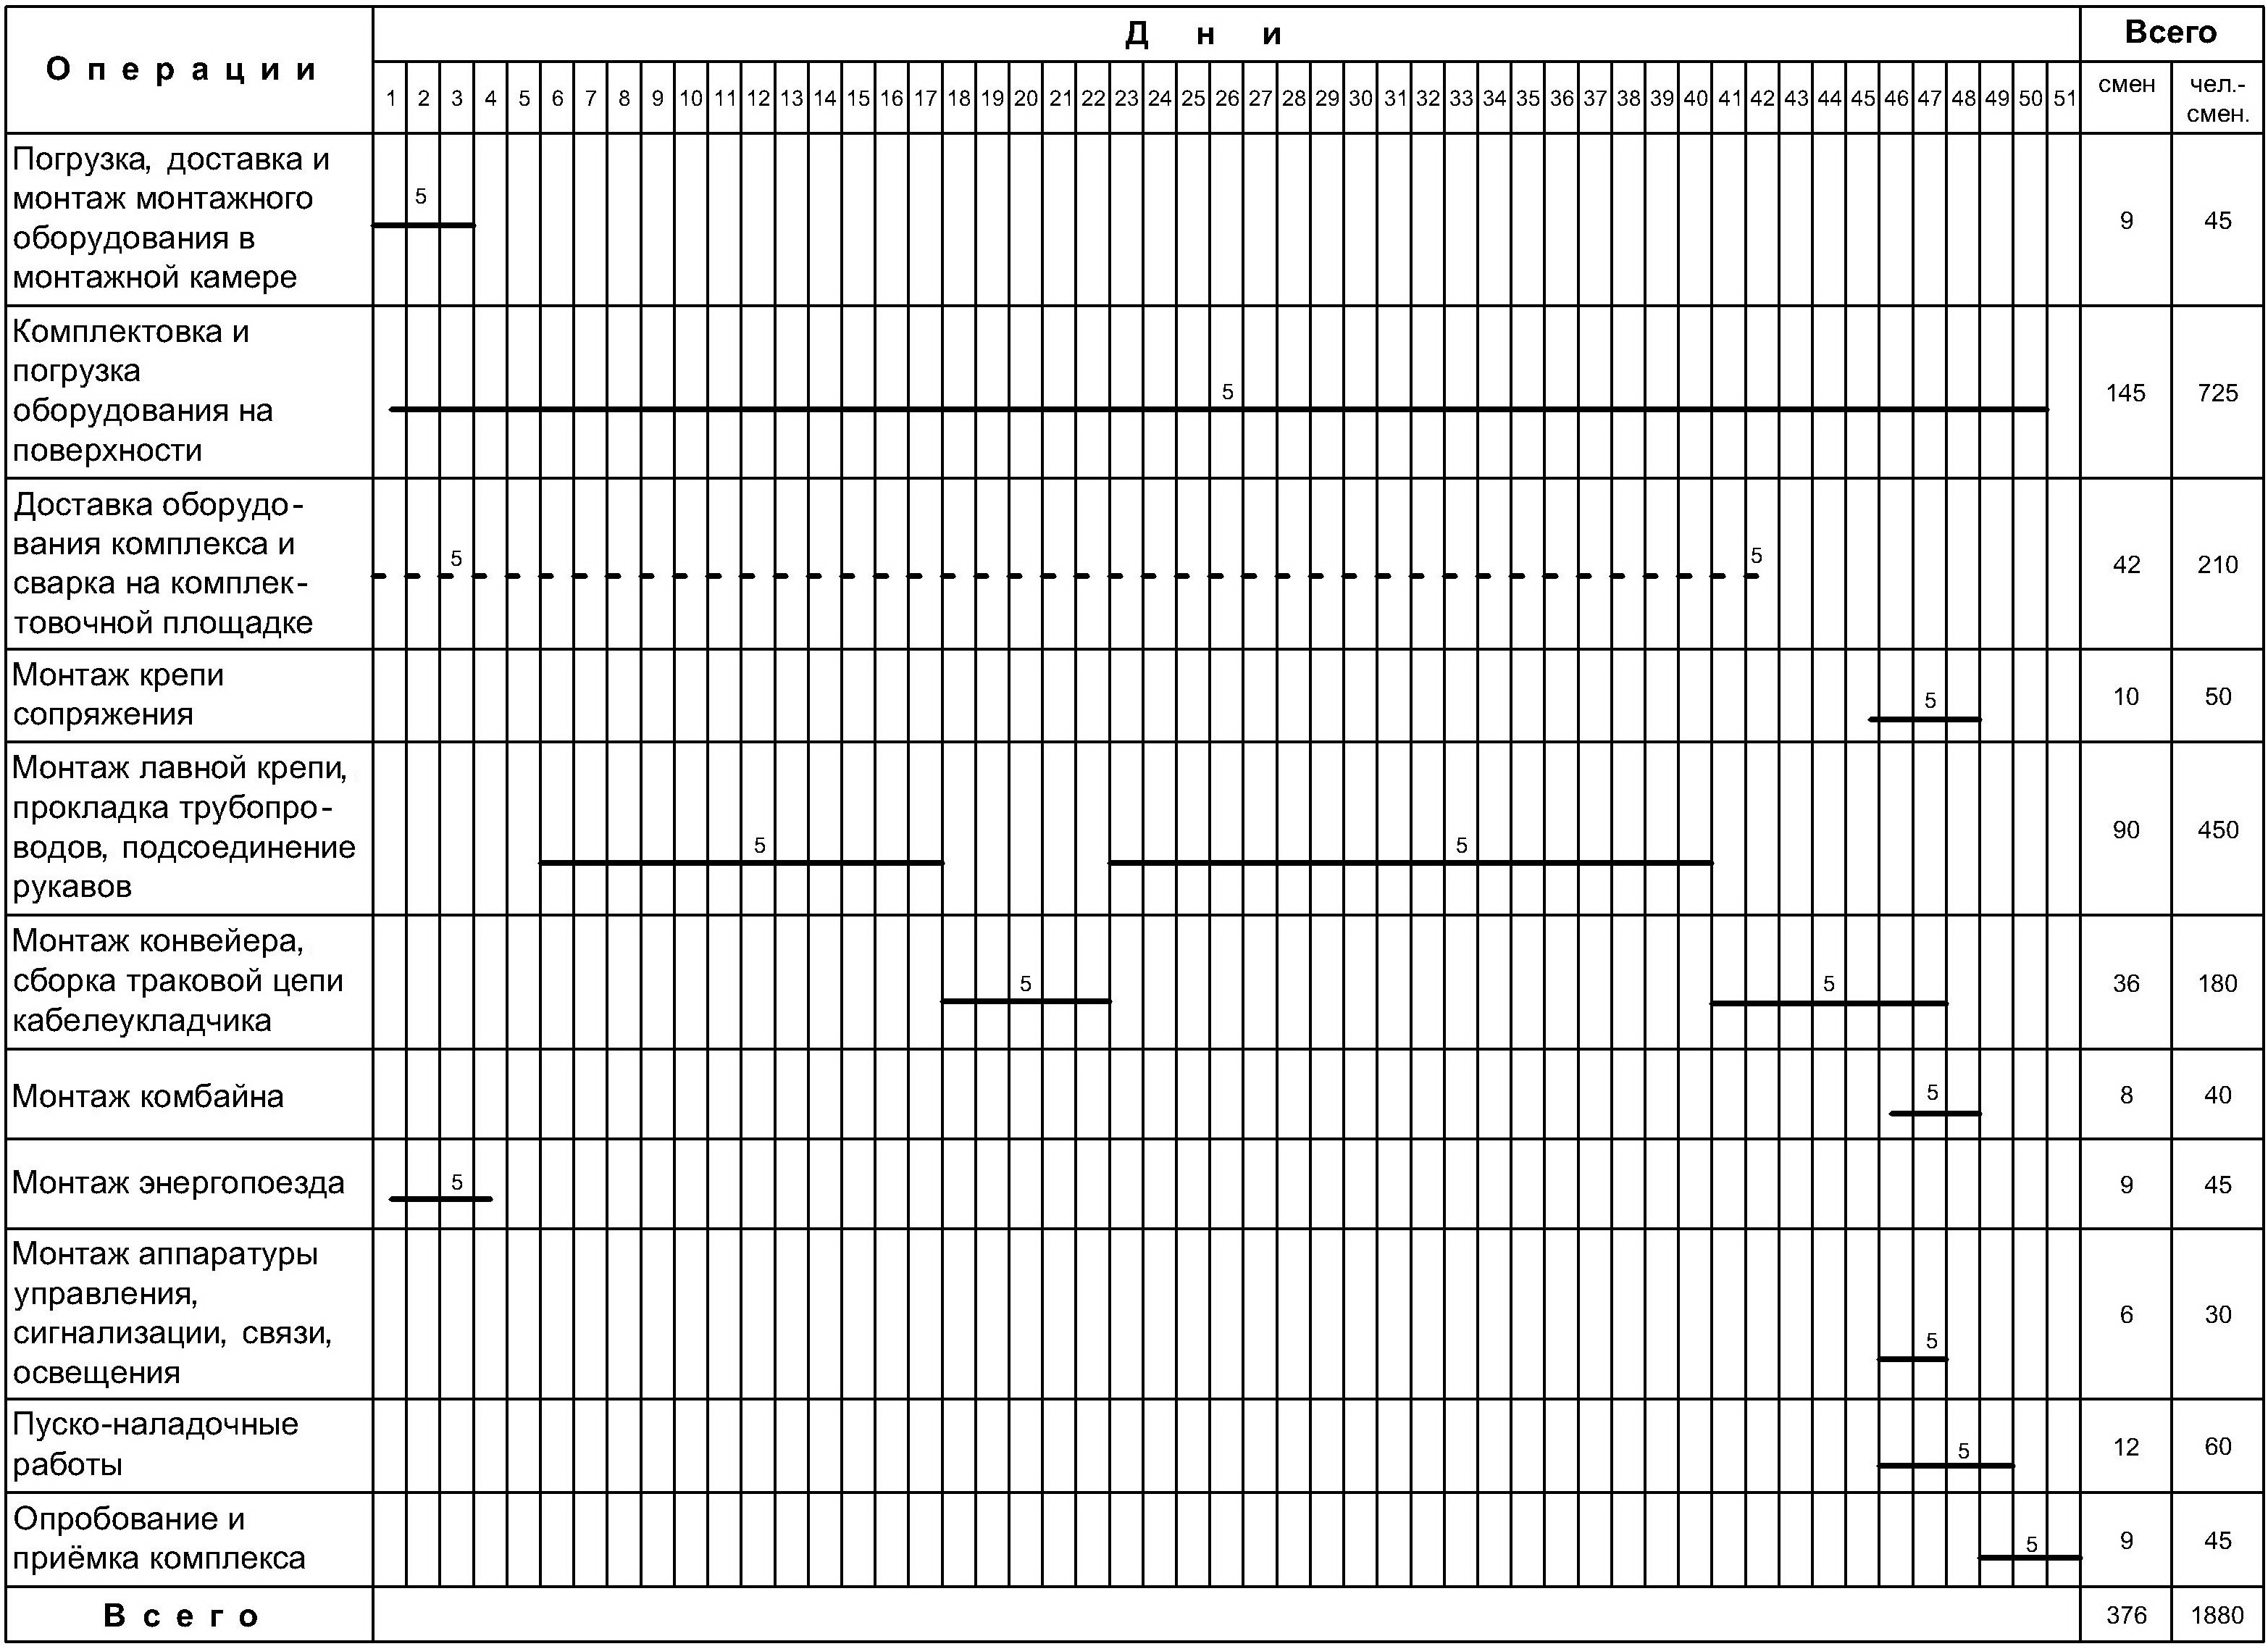 Операции
Дни
Всего
1 2 3 4 5 6 7 8 9 10 11 12 13 14 15 16 17 18 19 20 21 22 23 24 25 26 27 28 29 30 31 32 33 34 35 36 37 38 39 40 41 42 43 44 45 46 47 48 49 50 51
смен
чел.-
смен.
Погрузка, доставка и
монтаж монтажного
оборудования в
монтажной камере
5
9
45
Комплектовка и
погрузка
оборудования на
поверхности
5
145
725
Доставка оборудо-
вания комплекса и
сварка на комплек-
товочной площадке
5
5
42
210
Монтаж крепи
сопряжения
5
10
50
Монтаж лавной крепи,
прокладка трубопро-
водов, подсоединение
рукавов
5
5
90
450
Монтаж конвейера,
сборка траковой цепи
кабелеукладчика
5
5
36
180
Монтаж комбайна
5
8
40
Монтаж энергопоезда
5
9
45
Монтаж аппаратуры
управления,
сигнализации, связи,
освещения
5
6
30
Пуско-наладочные
работы
5
12
60
Опробование и
приёмка комплекса
5
9
45
Всего
376
1880